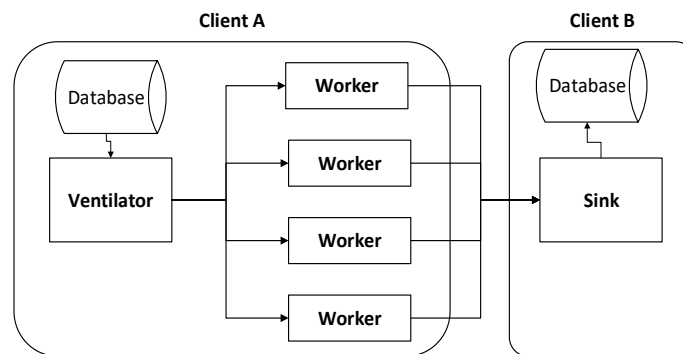 Client A
Client B
Database
Worker
Database
Worker
Ventilator
Sink
Worker
Worker